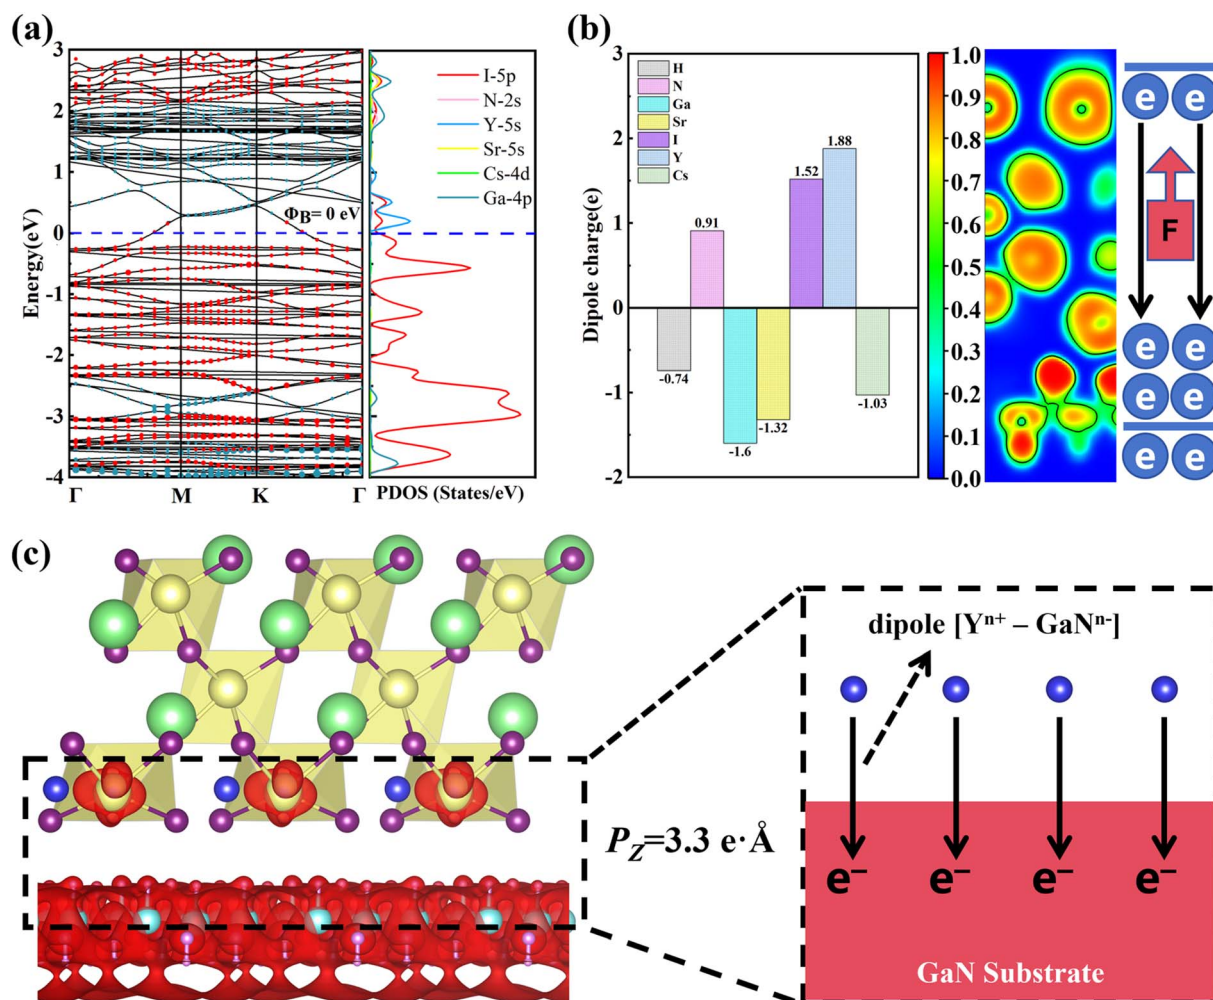 (a)
3
2
1
0
-1
-2
-3
-4
Energy(eV)
Γ
M
K
Γ
Φ_B= 0 eV
I-5p
N-2s
Y-5s
Sr-5s
Cs-4d
Ga-4p
PDOS (States/eV)
(b)
3
2
1
0
-1
-2
Dipole charge(e)
H
N
Ga
Sr
I
Y
Cs
-0.74
0.91
-1.6
-1.32
1.52
1.88
-1.03
1.0
0.9
0.8
0.7
0.6
0.5
0.4
0.3
0.2
0.1
0.0
e e
F
e e
e e
e e
(c)
P_Z=3.3 e·Å
dipole [Yⁿ⁺ – GaNⁿ⁻]
e⁻ e⁻ e⁻ e⁻
GaN Substrate